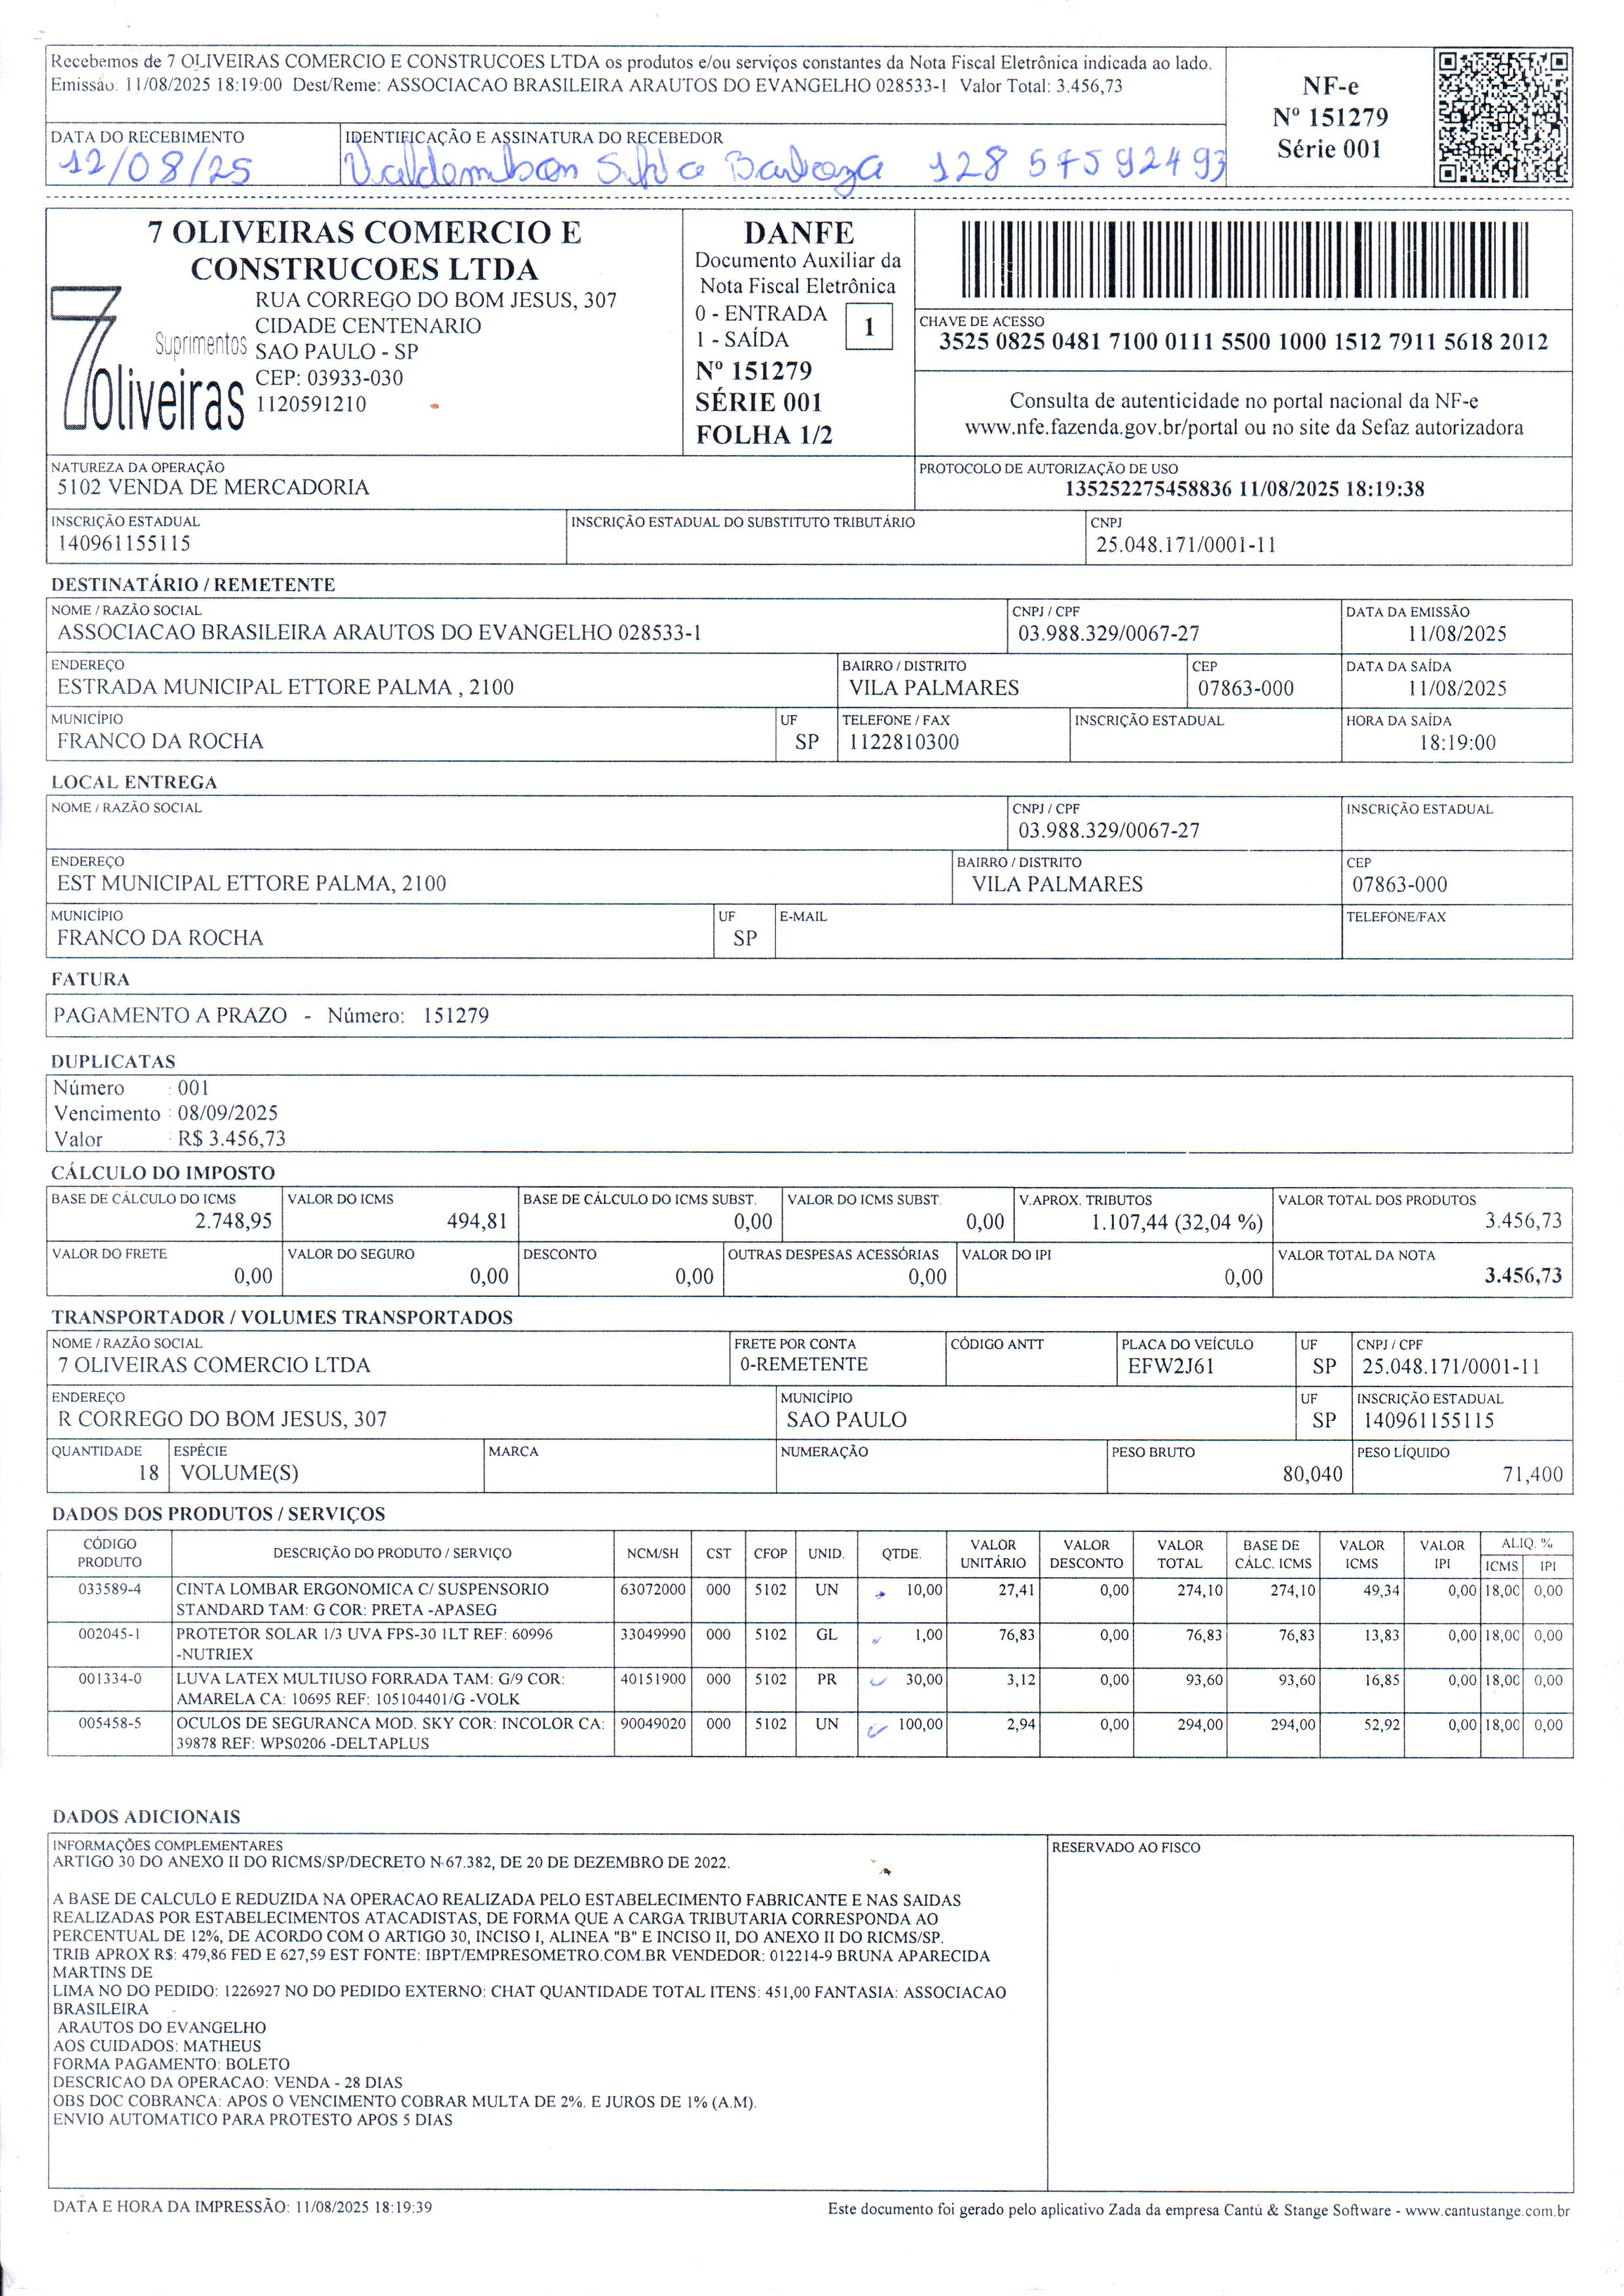 Recebemos de 7 OLIVEIRAS COMERCIO E CONSTRUCOES LTDA os produtos e/ou serviços constantes da Nota Fiscal Eletrônica indicada ao lado.
Emissão: 11/08/2025 18:19:00 Dest/Reme: ASSOCIACAO BRASILEIRA ARAUTOS DO EVANGELHO 028533-1 Valor Total: 3.456,73
NF-e
Nº 151279
Série 001
DATA DO RECEBIMENTO IDENTIFICAÇÃO E ASSINATURA DO RECEBEDOR
12/08/25 128 575 924 93
7 OLIVEIRAS COMERCIO E
CONSTRUCOES LTDA
7 Suprimentos Oliveiras
RUA CORREGO DO BOM JESUS, 307
CIDADE CENTENARIO
SAO PAULO - SP
CEP: 03933-030
1120591210
DANFE
Documento Auxiliar da
Nota Fiscal Eletrônica
0 - ENTRADA
1 - SAÍDA
1
Nº 151279
SÉRIE 001
FOLHA 1/2
CHAVE DE ACESSO
3525 0825 0481 7100 0111 5500 1000 1512 7911 5618 2012
Consulta de autenticidade no portal nacional da NF-e
www.nfe.fazenda.gov.br/portal ou no site da Sefaz autorizadora
NATUREZA DA OPERAÇÃO PROTOCOLO DE AUTORIZAÇÃO DE USO
5102 VENDA DE MERCADORIA 135252275458836 11/08/2025 18:19:38
INSCRIÇÃO ESTADUAL INSCRIÇÃO ESTADUAL DO SUBSTITUTO TRIBUTÁRIO CNPJ
140961155115 25.048.171/0001-11
DESTINATÁRIO / REMETENTE
NOME / RAZÃO SOCIAL CNPJ / CPF DATA DA EMISSÃO
ASSOCIACAO BRASILEIRA ARAUTOS DO EVANGELHO 028533-1 03.988.329/0067-27 11/08/2025
ENDEREÇO BAIRRO / DISTRITO CEP DATA DA SAÍDA
ESTRADA MUNICIPAL ETTORE PALMA , 2100 VILA PALMARES 07863-000 11/08/2025
MUNICÍPIO UF TELEFONE / FAX INSCRIÇÃO ESTADUAL HORA DA SAÍDA
FRANCO DA ROCHA SP 1122810300 18:19:00
LOCAL ENTREGA
NOME / RAZÃO SOCIAL CNPJ / CPF INSCRIÇÃO ESTADUAL
03.988.329/0067-27
ENDEREÇO BAIRRO / DISTRITO CEP
EST MUNICIPAL ETTORE PALMA, 2100 VILA PALMARES 07863-000
MUNICÍPIO UF E-MAIL TELEFONE/FAX
FRANCO DA ROCHA SP
FATURA
PAGAMENTO A PRAZO - Número: 151279
DUPLICATAS
Número : 001
Vencimento : 08/09/2025
Valor : R$ 3.456,73
CÁLCULO DO IMPOSTO
BASE DE CÁLCULO DO ICMS VALOR DO ICMS BASE DE CÁLCULO DO ICMS SUBST. VALOR DO ICMS SUBST. V.APROX. TRIBUTOS VALOR TOTAL DOS PRODUTOS
2.748,95 494,81 0,00 0,00 1.107,44 (32,04 %) 3.456,73
VALOR DO FRETE VALOR DO SEGURO DESCONTO OUTRAS DESPESAS ACESSÓRIAS VALOR DO IPI VALOR TOTAL DA NOTA
0,00 0,00 0,00 0,00 0,00 3.456,73
TRANSPORTADOR / VOLUMES TRANSPORTADOS
NOME / RAZÃO SOCIAL FRETE POR CONTA CÓDIGO ANTT PLACA DO VEÍCULO UF CNPJ / CPF
7 OLIVEIRAS COMERCIO LTDA 0-REMETENTE EFW2J61 SP 25.048.171/0001-11
ENDEREÇO MUNICÍPIO UF INSCRIÇÃO ESTADUAL
R CORREGO DO BOM JESUS, 307 SAO PAULO SP 140961155115
QUANTIDADE ESPÉCIE MARCA NUMERAÇÃO PESO BRUTO PESO LÍQUIDO
18 VOLUME(S) 80,040 71,400
DADOS DOS PRODUTOS / SERVIÇOS
CÓDIGO PRODUTO DESCRIÇÃO DO PRODUTO / SERVIÇO NCM/SH CST CFOP UNID. QTDE. VALOR UNITÁRIO VALOR DESCONTO VALOR TOTAL BASE DE CÁLC. ICMS VALOR ICMS VALOR IPI ALIQ. % ICMS IPI
033589-4 CINTA LOMBAR ERGONOMICA C/ SUSPENSORIO 63072000 000 5102 UN 10,00 27,41 0,00 274,10 274,10 49,34 0,00 18,00 0,00
STANDARD TAM: G COR: PRETA -APASEG
002045-1 PROTETOR SOLAR 1/3 UVA FPS-30 1LT REF: 60996 33049990 000 5102 GL 1,00 76,83 0,00 76,83 76,83 13,83 0,00 18,00 0,00
-NUTRIEX
001334-0 LUVA LATEX MULTIUSO FORRADA TAM: G/9 COR: 40151900 000 5102 PR 30,00 3,12 0,00 93,60 93,60 16,85 0,00 18,00 0,00
AMARELA CA: 10695 REF: 105104401/G -VOLK
005458-5 OCULOS DE SEGURANCA MOD. SKY COR: INCOLOR CA: 90049020 000 5102 UN 100,00 2,94 0,00 294,00 294,00 52,92 0,00 18,00 0,00
39878 REF: WPS0206 -DELTAPLUS
DADOS ADICIONAIS
INFORMAÇÕES COMPLEMENTARES RESERVADO AO FISCO
ARTIGO 30 DO ANEXO II DO RICMS/SP/DECRETO N 67.382, DE 20 DE DEZEMBRO DE 2022.
A BASE DE CALCULO E REDUZIDA NA OPERACAO REALIZADA PELO ESTABELECIMENTO FABRICANTE E NAS SAIDAS
REALIZADAS POR ESTABELECIMENTOS ATACADISTAS, DE FORMA QUE A CARGA TRIBUTARIA CORRESPONDA AO
PERCENTUAL DE 12%, DE ACORDO COM O ARTIGO 30, INCISO I, ALINEA "B" E INCISO II, DO ANEXO II DO RICMS/SP.
TRIB APROX R$: 479,86 FED E 627,59 EST FONTE: IBPT/EMPRESOMETRO.COM.BR VENDEDOR: 012214-9 BRUNA APARECIDA
MARTINS DE
LIMA NO DO PEDIDO: 1226927 NO DO PEDIDO EXTERNO: CHAT QUANTIDADE TOTAL ITENS: 451,00 FANTASIA: ASSOCIACAO
BRASILEIRA
ARAUTOS DO EVANGELHO
AOS CUIDADOS: MATHEUS
FORMA PAGAMENTO: BOLETO
DESCRICAO DA OPERACAO: VENDA - 28 DIAS
OBS DOC COBRANCA: APOS O VENCIMENTO COBRAR MULTA DE 2%. E JUROS DE 1% (A.M).
ENVIO AUTOMATICO PARA PROTESTO APOS 5 DIAS
DATA E HORA DA IMPRESSÃO: 11/08/2025 18:19:39 Este documento foi gerado pelo aplicativo Zada da empresa Cantú & Stange Software - www.cantustange.com.br